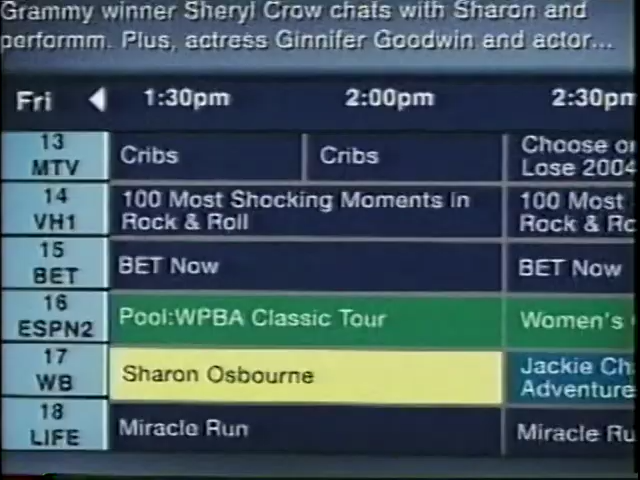 Grammy winner Sheryl Crow chats with Sharon and
performm. Plus, actress Ginnifer Goodwin and actor...
Fri 1:30pm 2:00pm 2:30pm
13 MTV
Cribs
Cribs
Choose or
Lose 2004
14 VH1
100 Most Shocking Moments in
Rock & Roll
100 Most
Rock & Ro
15 BET
BET Now
BET Now
16 ESPN2
Pool:WPBA Classic Tour
Women's
17 WB
Sharon Osbourne
Jackie Ch
Adventure
18 LIFE
Miracle Run
Miracle Ru